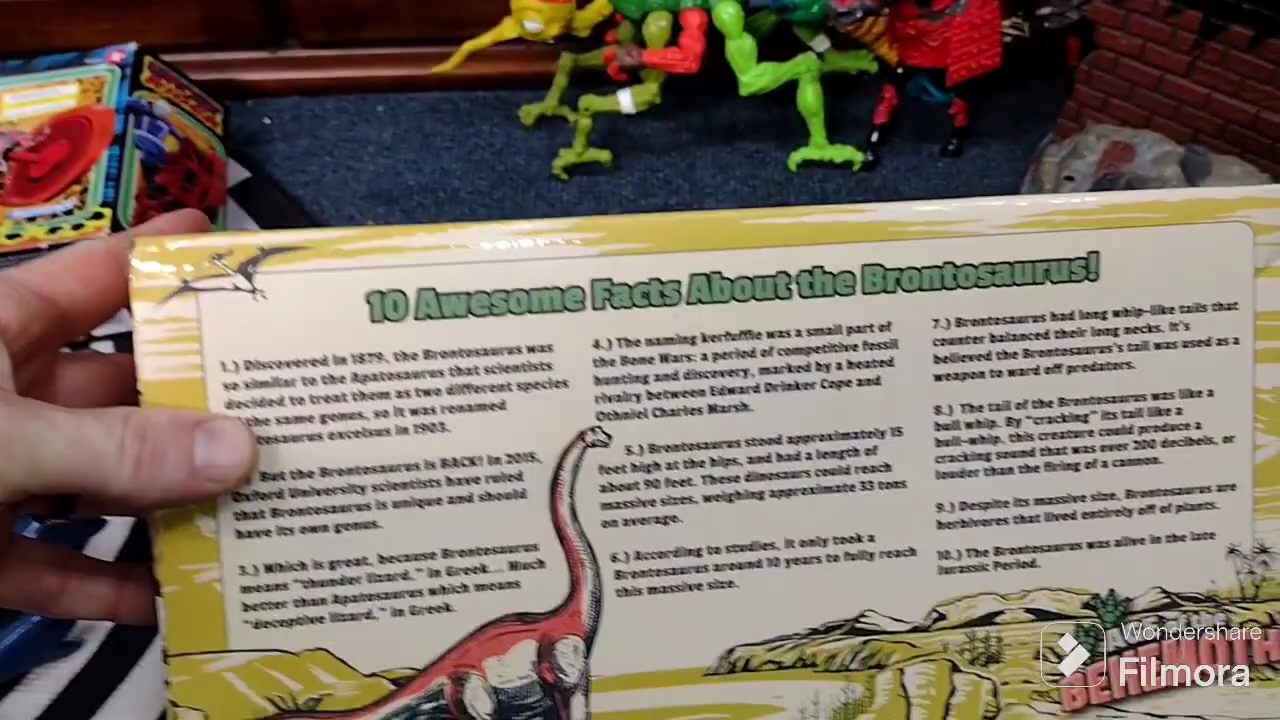 10 Awesome Facts About the Brontosaurus!
1.) Discovered in 1879, the Brontosaurus was
so similar to the Apatosaurus that scientists
decided to treat them as two different species
the same genus, so it was renamed
tosaurus excelsus in 1903.
But the Brontosaurus is BACK! In 2015,
Oxford University scientists have ruled
that Brontosaurus is unique and should
have its own genus.
3.) Which is great, because Brontosaurus
means "thunder lizard," in Greek... Much
better than Apatosaurus which means
"deceptive lizard," in Greek.
4.) The naming kerfuffle was a small part of
the Bone Wars: a period of competitive fossil
hunting and discovery, marked by a heated
rivalry between Edward Drinker Cope and
Othniel Charles Marsh.
5.) Brontosaurus stood approximately 15
feet high at the hips, and had a length of
about 90 feet. These dinosaurs could reach
massive sizes, weighing approximate 33 tons
on average.
6.) According to studies, it only took a
Brontosaurus around 10 years to fully reach
this massive size.
7.) Brontosaurus had long whip-like tails that
counter balanced their long necks. It's
believed the Brontosaurus's tail was used as a
weapon to ward off predators.
8.) The tail of the Brontosaurus was like a
bull whip. By "cracking" its tail like a
bull-whip, this creature could produce a
cracking sound that was over 200 decibels, or
louder than the firing of a cannon.
9.) Despite its massive size, Brontosaurus are
herbivores that lived entirely off of plants.
10.) The Brontosaurus was alive in the late
Jurassic Period.
BEHEMOTH
Wondershare
Filmora